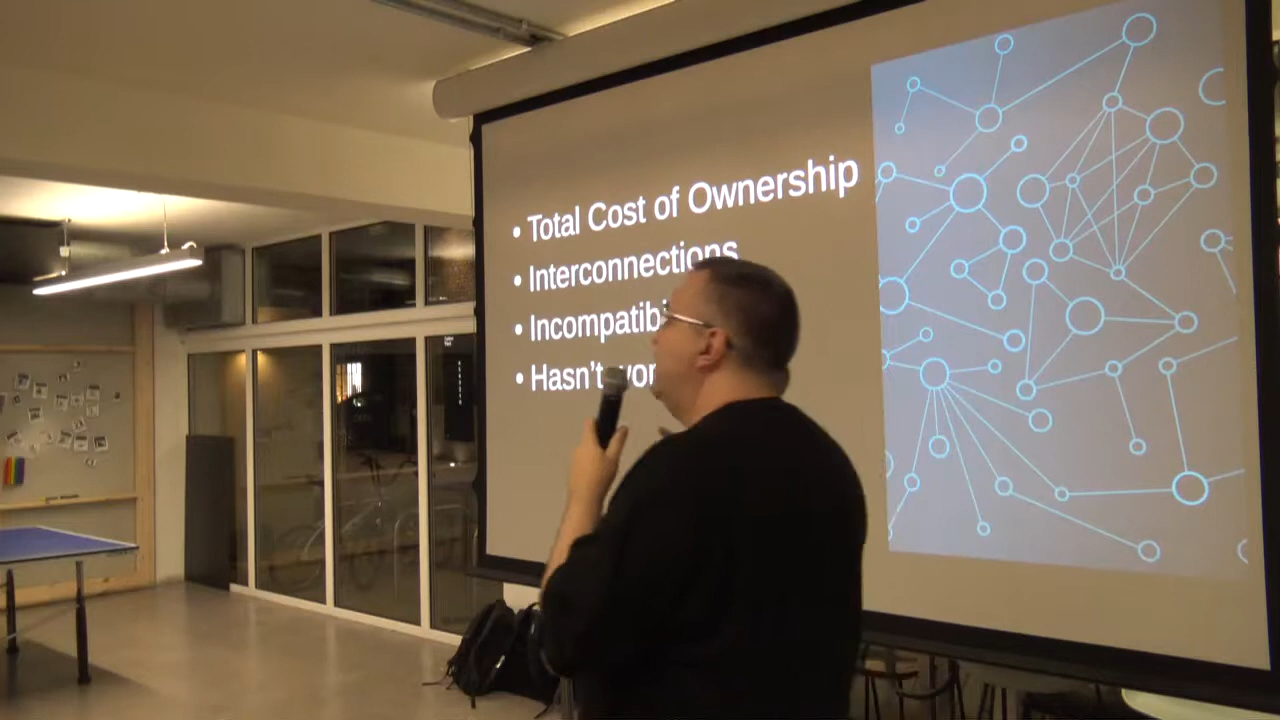 • Total Cost of Ownership
• Interconnections
• Incompatib
• Hasn't wor